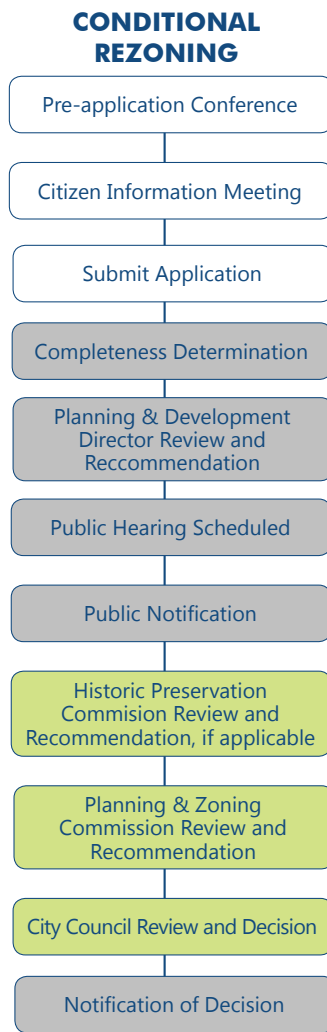 CONDITIONAL
REZONING
Pre-application Conference
Citizen Information Meeting
Submit Application
Completeness Determination
Planning & Development
Director Review and
Reccommendation
Public Hearing Scheduled
Public Notification
Historic Preservation
Commision Review and
Recommendation, if applicable
Planning & Zoning
Commission Review and
Recommendation
City Council Review and Decision
Notification of Decision